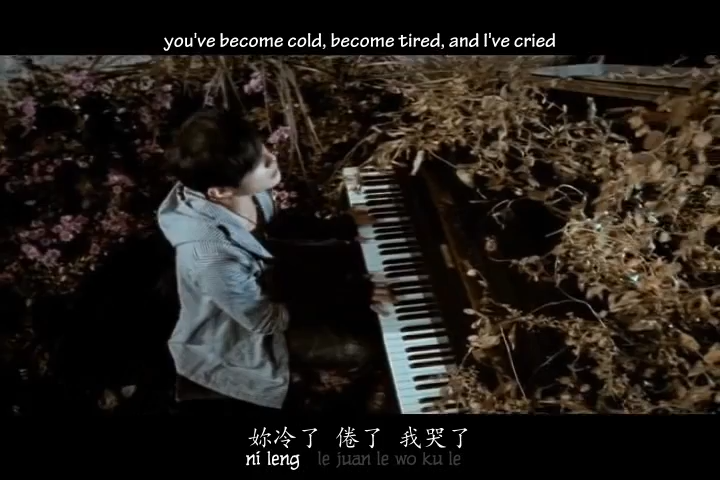 you've become cold, become tired, and I've cried
妳冷了 倦了 我哭了
ni leng le juan le wo ku le